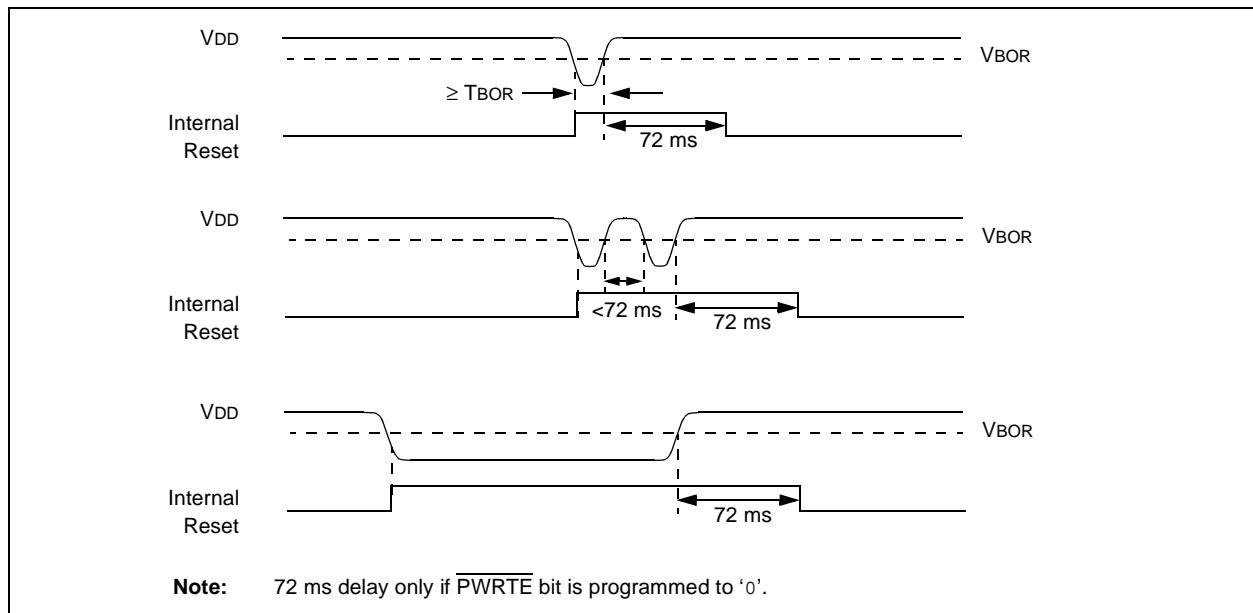 VDD
VBOR
≥ TBOR
Internal
Reset
72 ms
VDD
VBOR
Internal
Reset
<72 ms
72 ms
VDD
VBOR
Internal
Reset
72 ms
Note: 72 ms delay only if PWRTE bit is programmed to ‘0’.